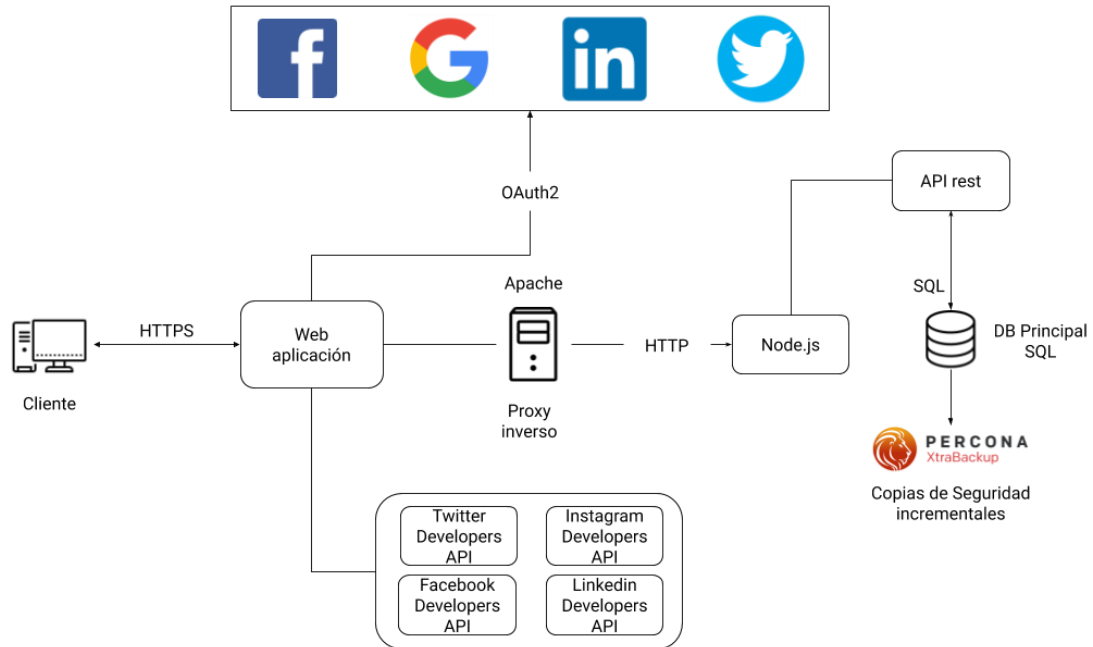 f
G
in
OAuth2
API rest
Apache
SQL
HTTPS
Web
aplicación
HTTP
Node.js
DB Principal
SQL
Cliente
Proxy
inverso
PERCONA
XtraBackup
Copias de Seguridad
incrementales
Twitter
Developers
API
Instagram
Developers
API
Facebook
Developers
API
Linkedin
Developers
API